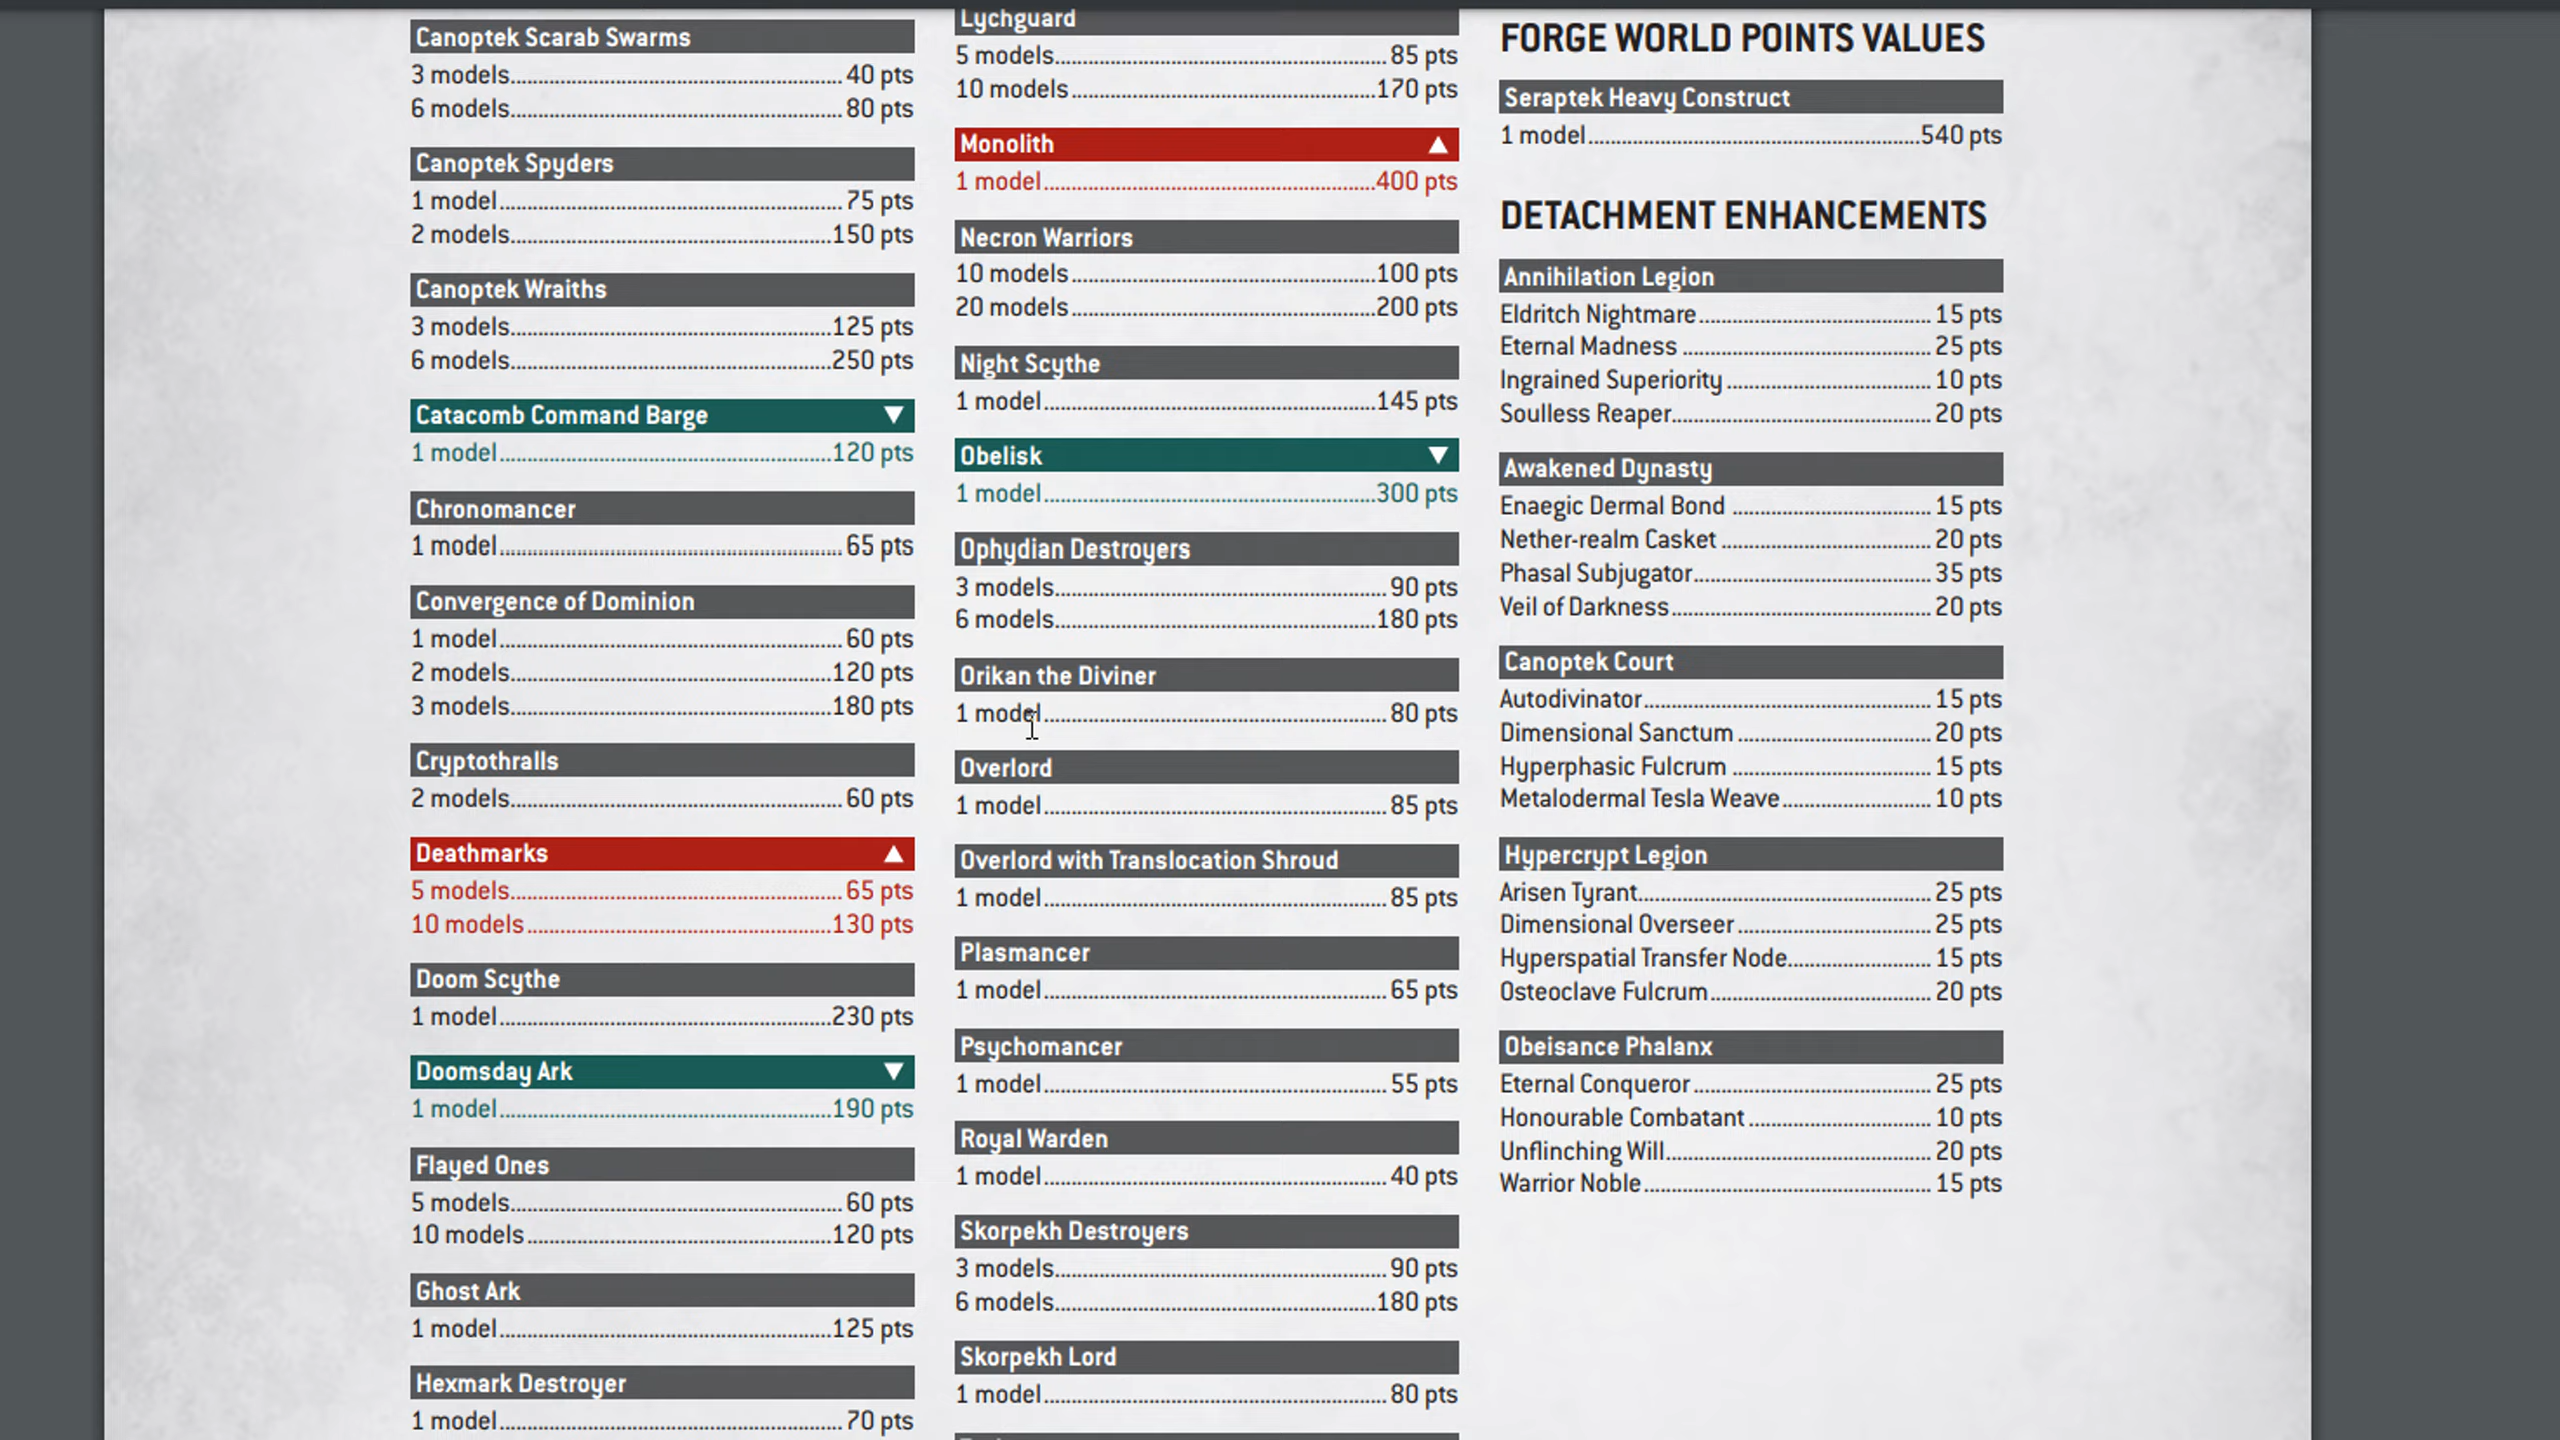 Canoptek Scarab Swarms
3 models 40 pts
6 models 80 pts
Canoptek Spyders
1 model 75 pts
2 models 150 pts
Canoptek Wraiths
3 models 125 pts
6 models 250 pts
Catacomb Command Barge ▼
1 model 120 pts
Chronomancer
1 model 65 pts
Convergence of Dominion
1 model 60 pts
2 models 120 pts
3 models 180 pts
Cryptothralls
2 models 60 pts
Deathmarks ▲
5 models 65 pts
10 models 130 pts
Doom Scythe
1 model 230 pts
Doomsday Ark ▼
1 model 190 pts
Flayed Ones
5 models 60 pts
10 models 120 pts
Ghost Ark
1 model 125 pts
Hexmark Destroyer
1 model 70 pts
Lychguard
5 models 85 pts
10 models 170 pts
Monolith ▲
1 model 400 pts
Necron Warriors
10 models 100 pts
20 models 200 pts
Night Scythe
1 model 145 pts
Obelisk ▼
1 model 300 pts
Ophydian Destroyers
3 models 90 pts
6 models 180 pts
Orikan the Diviner
1 model 80 pts
Overlord
1 model 85 pts
Overlord with Translocation Shroud
1 model 85 pts
Plasmancer
1 model 65 pts
Psychomancer
1 model 55 pts
Royal Warden
1 model 40 pts
Skorpekh Destroyers
3 models 90 pts
6 models 180 pts
Skorpekh Lord
1 model 80 pts
FORGE WORLD POINTS VALUES
Seraptek Heavy Construct
1 model 540 pts
DETACHMENT ENHANCEMENTS
Annihilation Legion
Eldritch Nightmare 15 pts
Eternal Madness 25 pts
Ingrained Superiority 10 pts
Soulless Reaper 20 pts
Awakened Dynasty
Enaegic Dermal Bond 15 pts
Nether-realm Casket 20 pts
Phasal Subjugator 35 pts
Veil of Darkness 20 pts
Canoptek Court
Autodivinator 15 pts
Dimensional Sanctum 20 pts
Hyperphasic Fulcrum 15 pts
Metalodermal Tesla Weave 10 pts
Hypercrypt Legion
Arisen Tyrant 25 pts
Dimensional Overseer 25 pts
Hyperspatial Transfer Node 15 pts
Osteoclave Fulcrum 20 pts
Obeisance Phalanx
Eternal Conqueror 25 pts
Honourable Combatant 10 pts
Unflinching Will 20 pts
Warrior Noble 15 pts